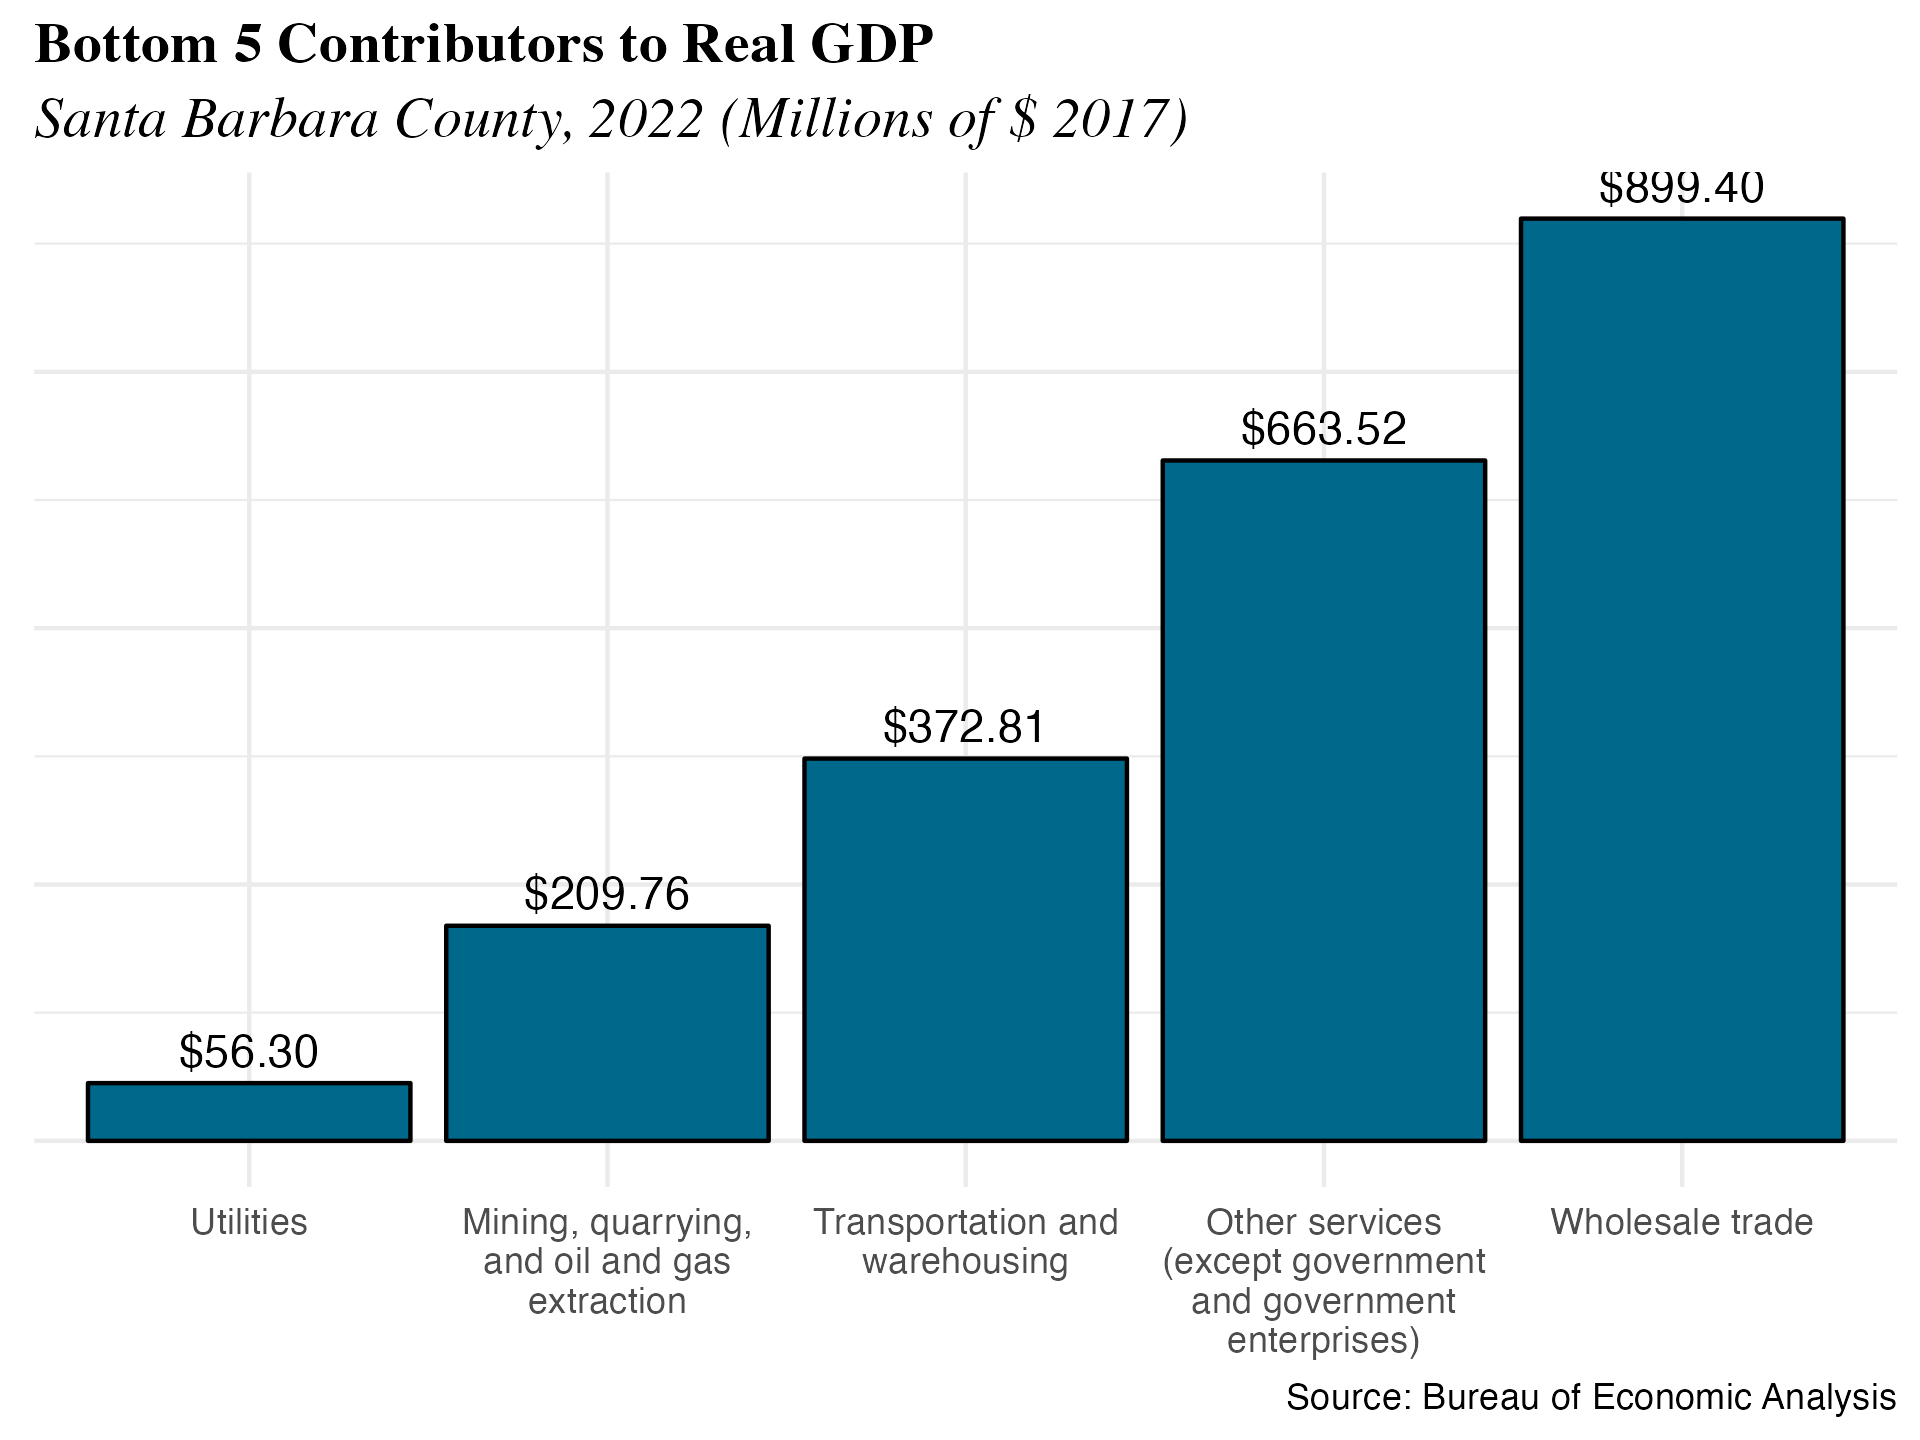 Bottom 5 Contributors to Real GDP
Santa Barbara County, 2022 (Millions of $ 2017)
$899.40
$663.52
$372.81
$209.76
$56.30
Utilities
Mining, quarrying,
and oil and gas
extraction
Transportation and
warehousing
Other services
(except government
and government
enterprises)
Wholesale trade
Source: Bureau of Economic Analysis